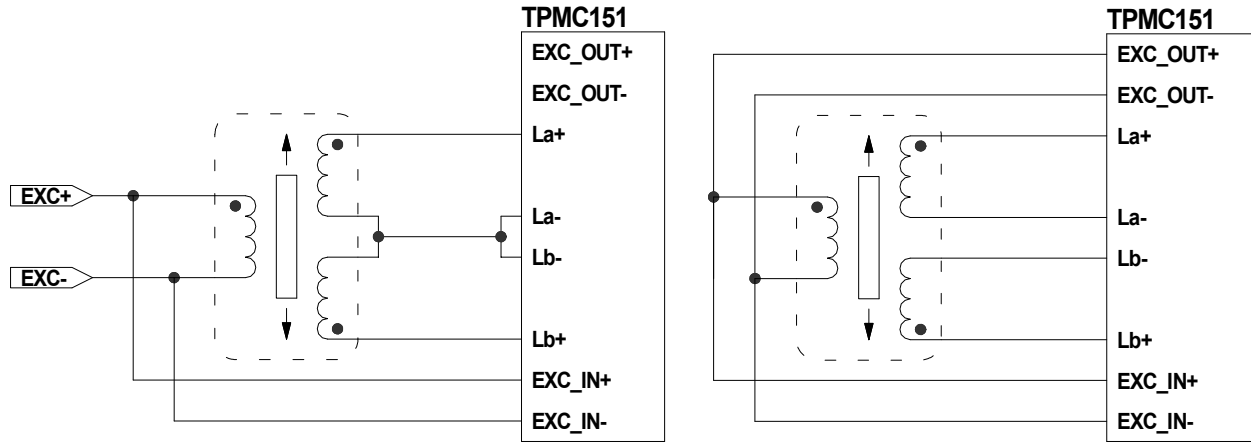 TPMC151
EXC_OUT+
EXC_OUT-
La+
EXC+
La-
Lb-
EXC-
Lb+
EXC_IN+
EXC_IN-
TPMC151
EXC_OUT+
EXC_OUT-
La+
La-
Lb-
Lb+
EXC_IN+
EXC_IN-